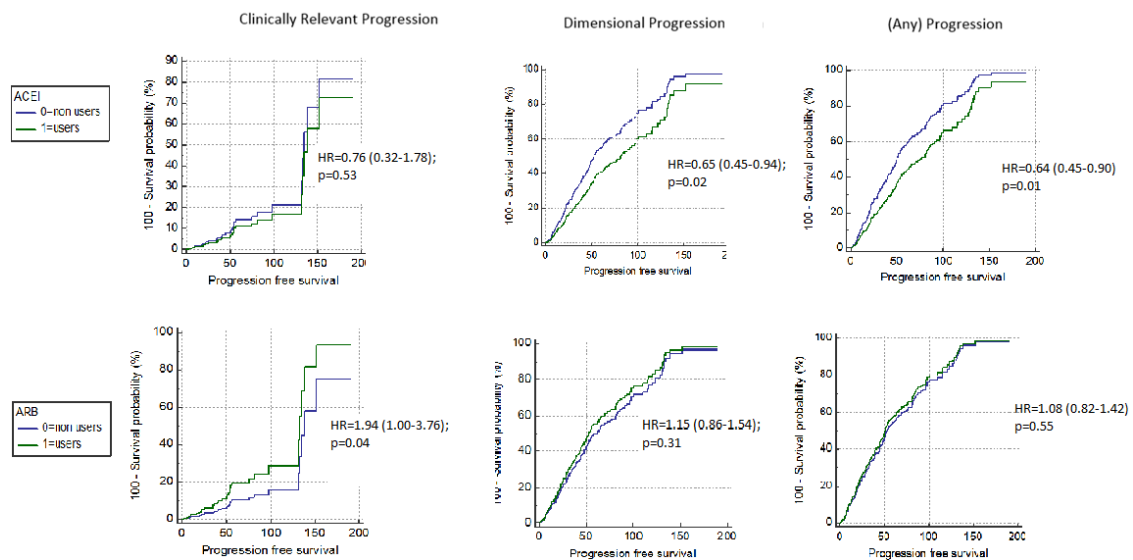 Clinically Relevant Progression
Dimensional Progression
(Any) Progression
ACEI
0=non users
1=users
100 - Survival probability (%)
90
80
70
60
50
40
30
20
10
0
HR=0.76 (0.32-1.78);
p=0.53
0 50 100 150 200
Progression free survival
100 - Survival probability (%)
100
80
60
40
20
0
HR=0.65 (0.45-0.94);
p=0.02
0 50 100 150
Progression free survival
100 - Survival probability (%)
100
80
60
40
20
0
HR=0.64 (0.45-0.90)
p=0.01
0 50 100 150 200
Progression free survival
ARB
0=non users
1=users
100 - Survival probability (%)
100
80
60
40
20
0
HR=1.94 (1.00-3.76);
p=0.04
0 50 100 150 200
Progression free survival
100 - Survival probability (%)
100
80
60
40
20
0
HR=1.15 (0.86-1.54);
p=0.31
0 50 100 150 200
Progression free survival
100 - Survival probability (%)
100
80
60
40
20
0
HR=1.08 (0.82-1.42)
p=0.55
0 50 100 150 200
Progression free survival